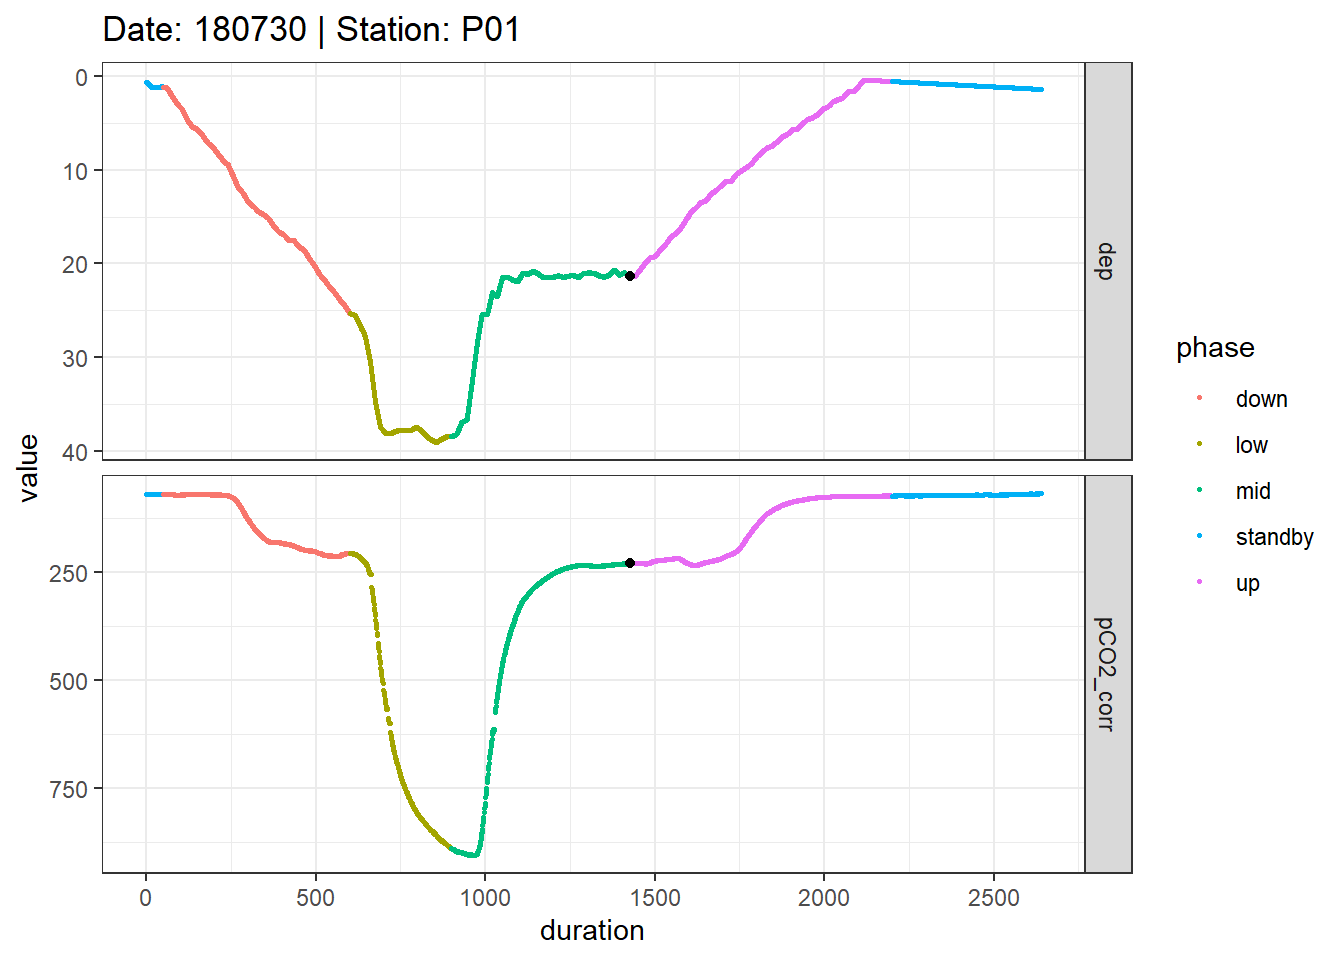 Date: 180730 | Station: P01
0
10
20
30
40
dep
value
250
500
750
pCO2_corr
0 500 1000 1500 2000 2500
duration
phase
down
low
mid
standby
up